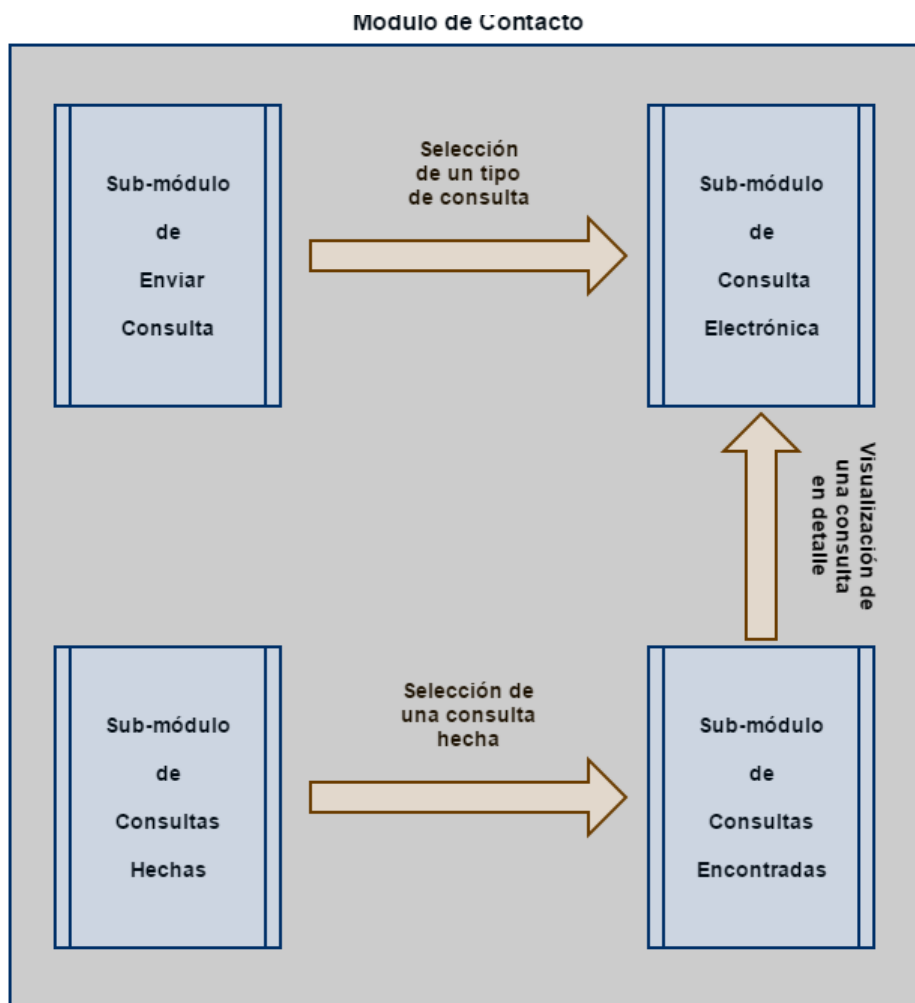 Modulo de Contacto
Sub-módulo
de
Enviar
Consulta
Selección
de un tipo
de consulta
Sub-módulo
de
Consulta
Electrónica
Visualización de
una consulta
en detalle
Sub-módulo
de
Consultas
Hechas
Selección de
una consulta
hecha
Sub-módulo
de
Consultas
Encontradas